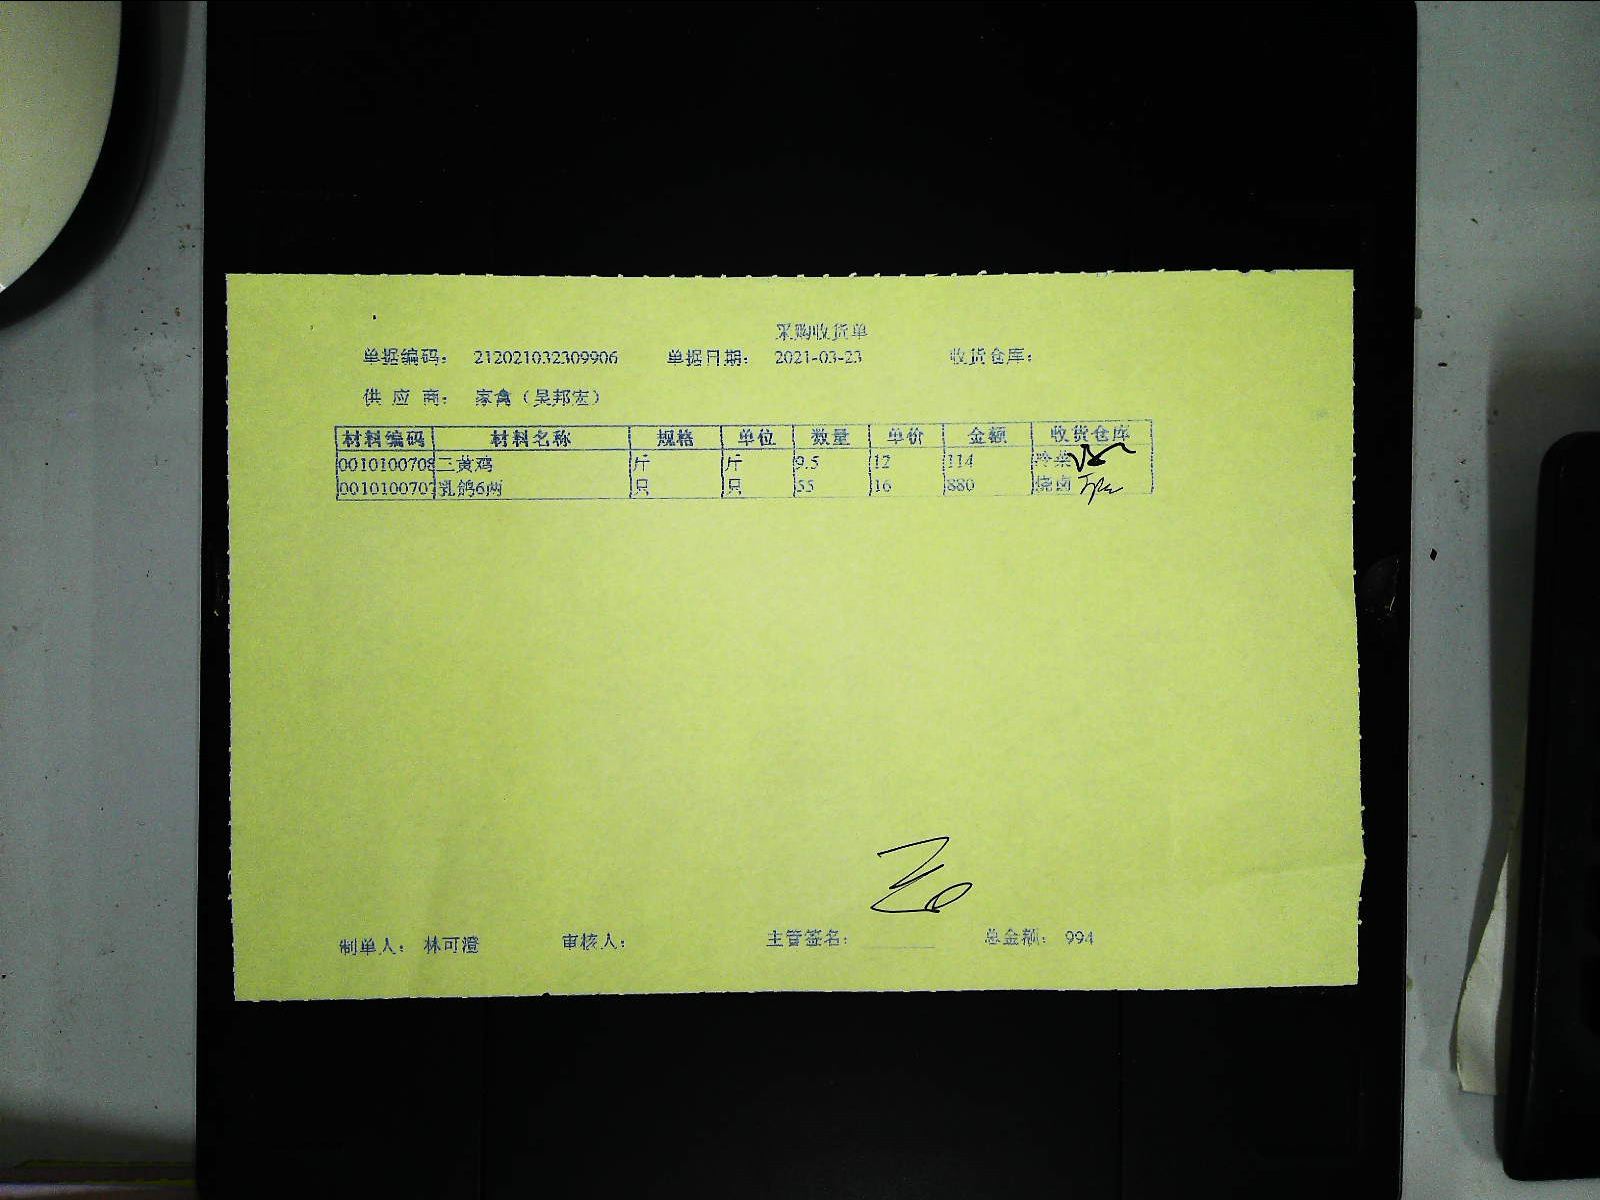 采购收货单
单据编码： 212021032309906 单据日期： 2021-03-23 收货仓库：
供应商： 家禽（吴邦宏）
材料编码 材料名称 规格 单位 数量 单价 金额 收货仓库
0010100708 三黄鸡 斤 斤 9.5 12 114 冷菜
0010100707 乳鸽6两 只 只 55 16 880 烧卤
制单人： 林可澄 审核人： 主管签名： 总金额： 994